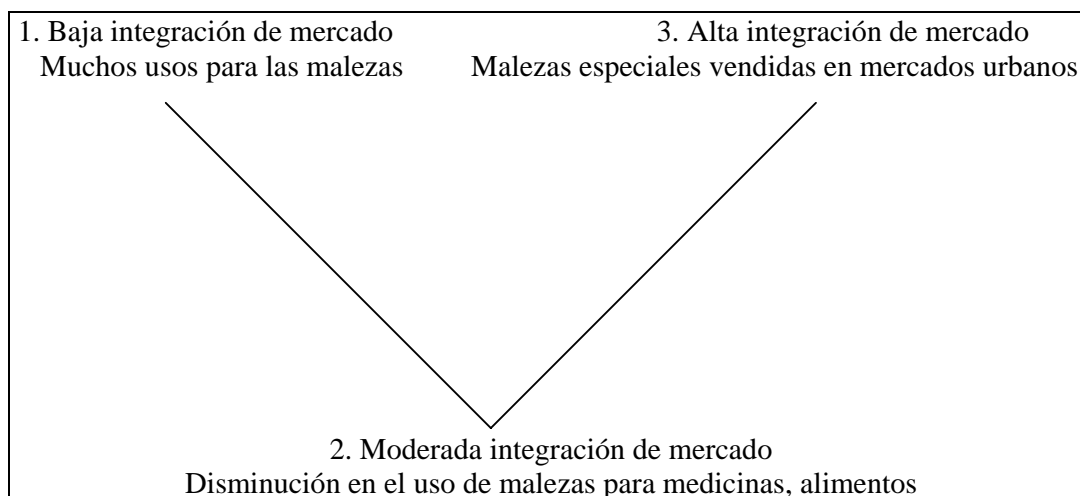 1. Baja integración de mercado
Muchos usos para las malezas
3. Alta integración de mercado
Malezas especiales vendidas en mercados urbanos
2. Moderada integración de mercado
Disminución en el uso de malezas para medicinas, alimentos